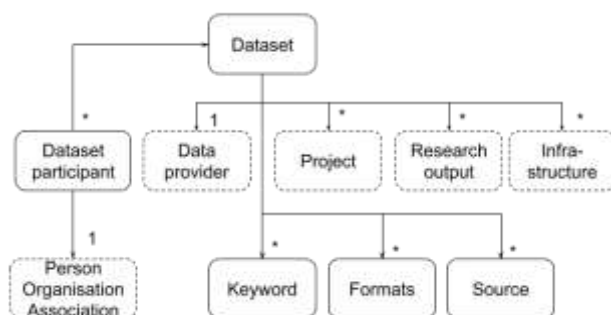 Dataset
*
1
*
*
*
Dataset
participant
Data
provider
Project
Research
output
Infra-
structure
1
*
*
*
Person
Organisation
Association
Keyword
Formats
Source